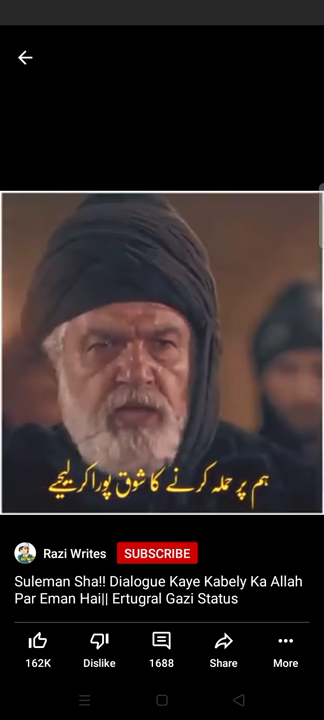 ہم پر حملہ کرنے کا شوق پورا کر لیجیے
Razi Writes SUBSCRIBE
Suleman Sha!! Dialogue Kaye Kabely Ka Allah
Par Eman Hai|| Ertugral Gazi Status
162K Dislike 1688 Share More